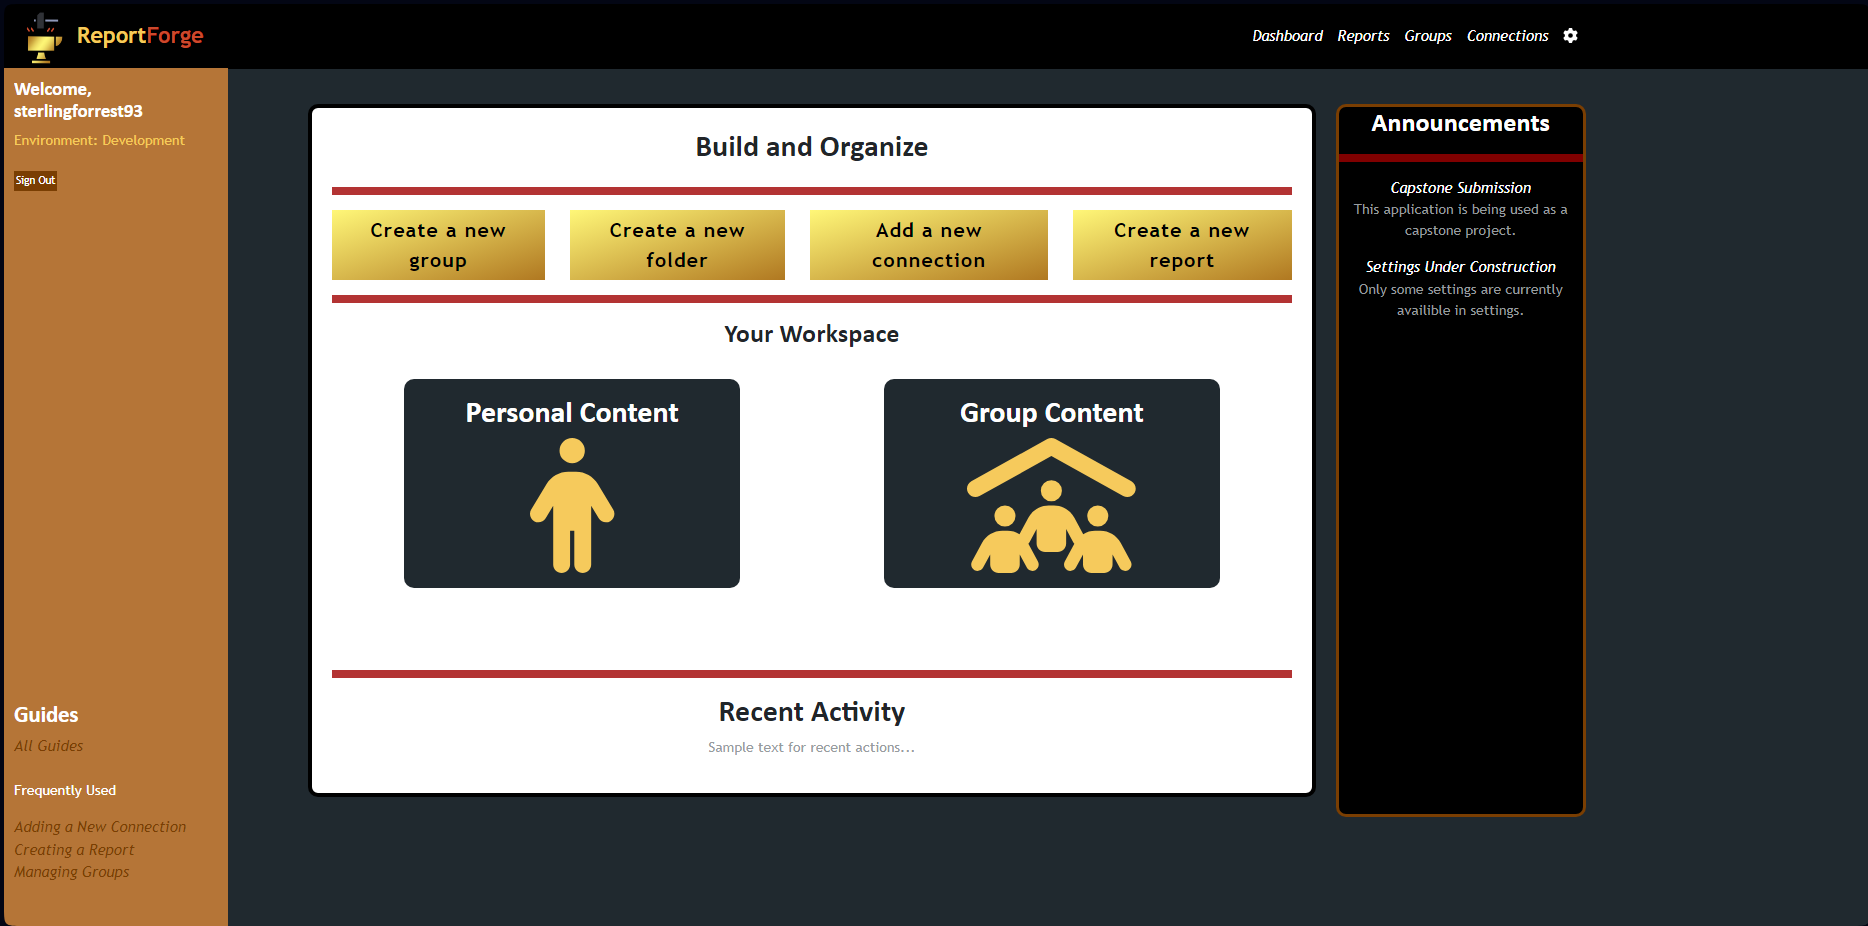 ReportForge
Dashboard Reports Groups Connections
Welcome,
sterlingforrest93
Environment: Development
Sign Out
Build and Organize
Create a new
group
Create a new
folder
Add a new
connection
Create a new
report
Your Workspace
Personal Content
Group Content
Recent Activity
Sample text for recent actions...
Announcements
Capstone Submission
This application is being used as a
capstone project.
Settings Under Construction
Only some settings are currently
availible in settings.
Guides
All Guides
Frequently Used
Adding a New Connection
Creating a Report
Managing Groups